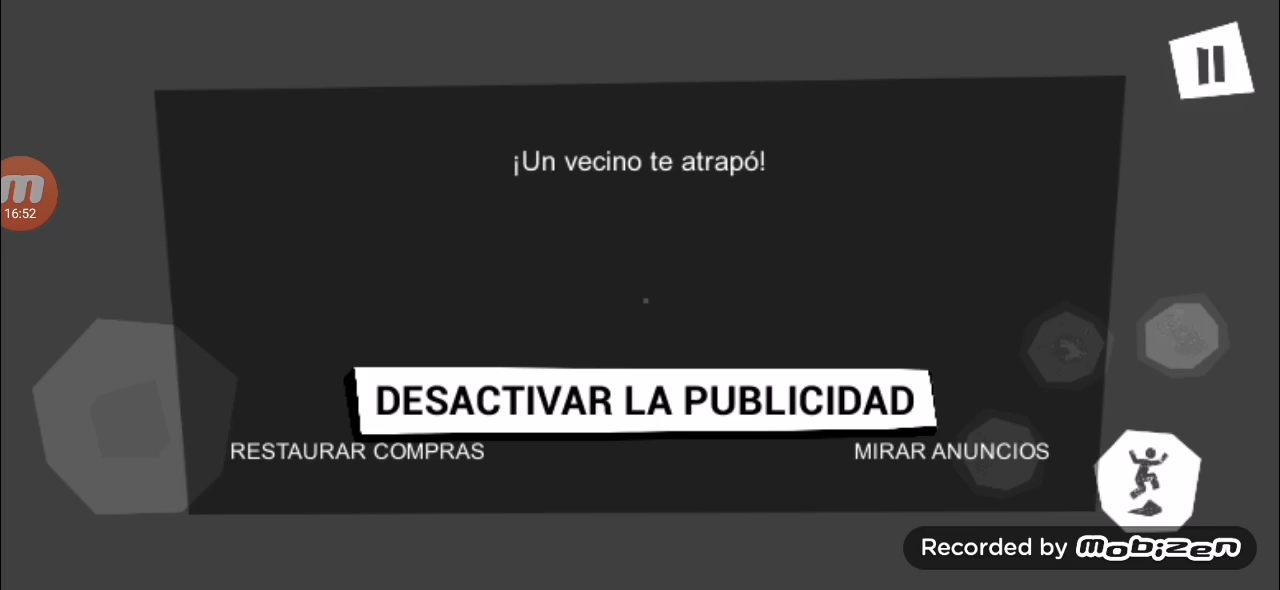 ¡Un vecino te atrapó!
16:52
DESACTIVAR LA PUBLICIDAD
RESTAURAR COMPRAS
MIRAR ANUNCIOS
Recorded by mobizen